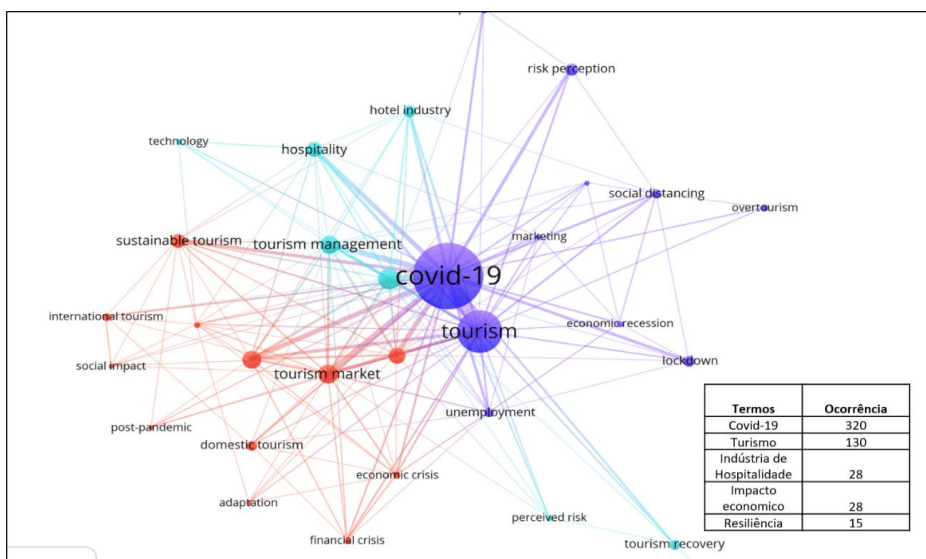 risk perception
hotel industry
technology
hospitality
social distancing
overtourism
marketing
sustainable tourism
tourism management
covid-19
international tourism
economic recession
tourism
social impact
lockdown
tourism market
unemployment
post-pandemic
domestic tourism
economic crisis
adaptation
perceived risk
financial crisis
tourism recovery
Termos Ocorrência
Covid-19 320
Turismo 130
Indústria de
Hospitalidade 28
Impacto
economico 28
Resiliência 15